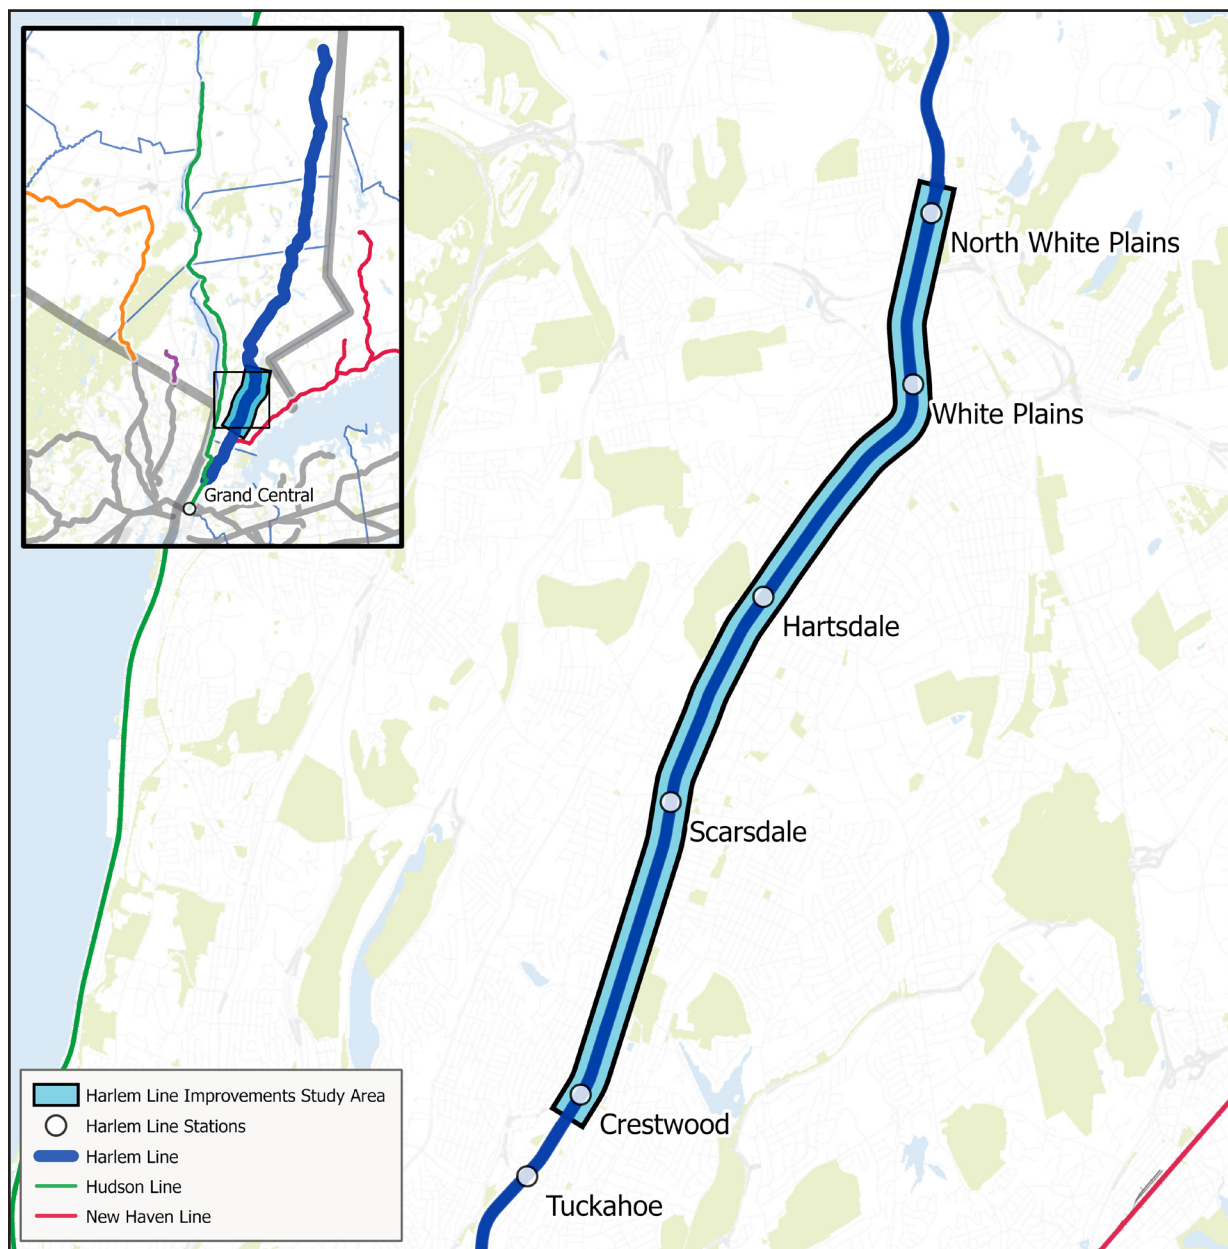 Grand Central
North White Plains
White Plains
Hartsdale
Scarsdale
Crestwood
Tuckahoe
Harlem Line Improvements Study Area
Harlem Line Stations
Harlem Line
Hudson Line
New Haven Line